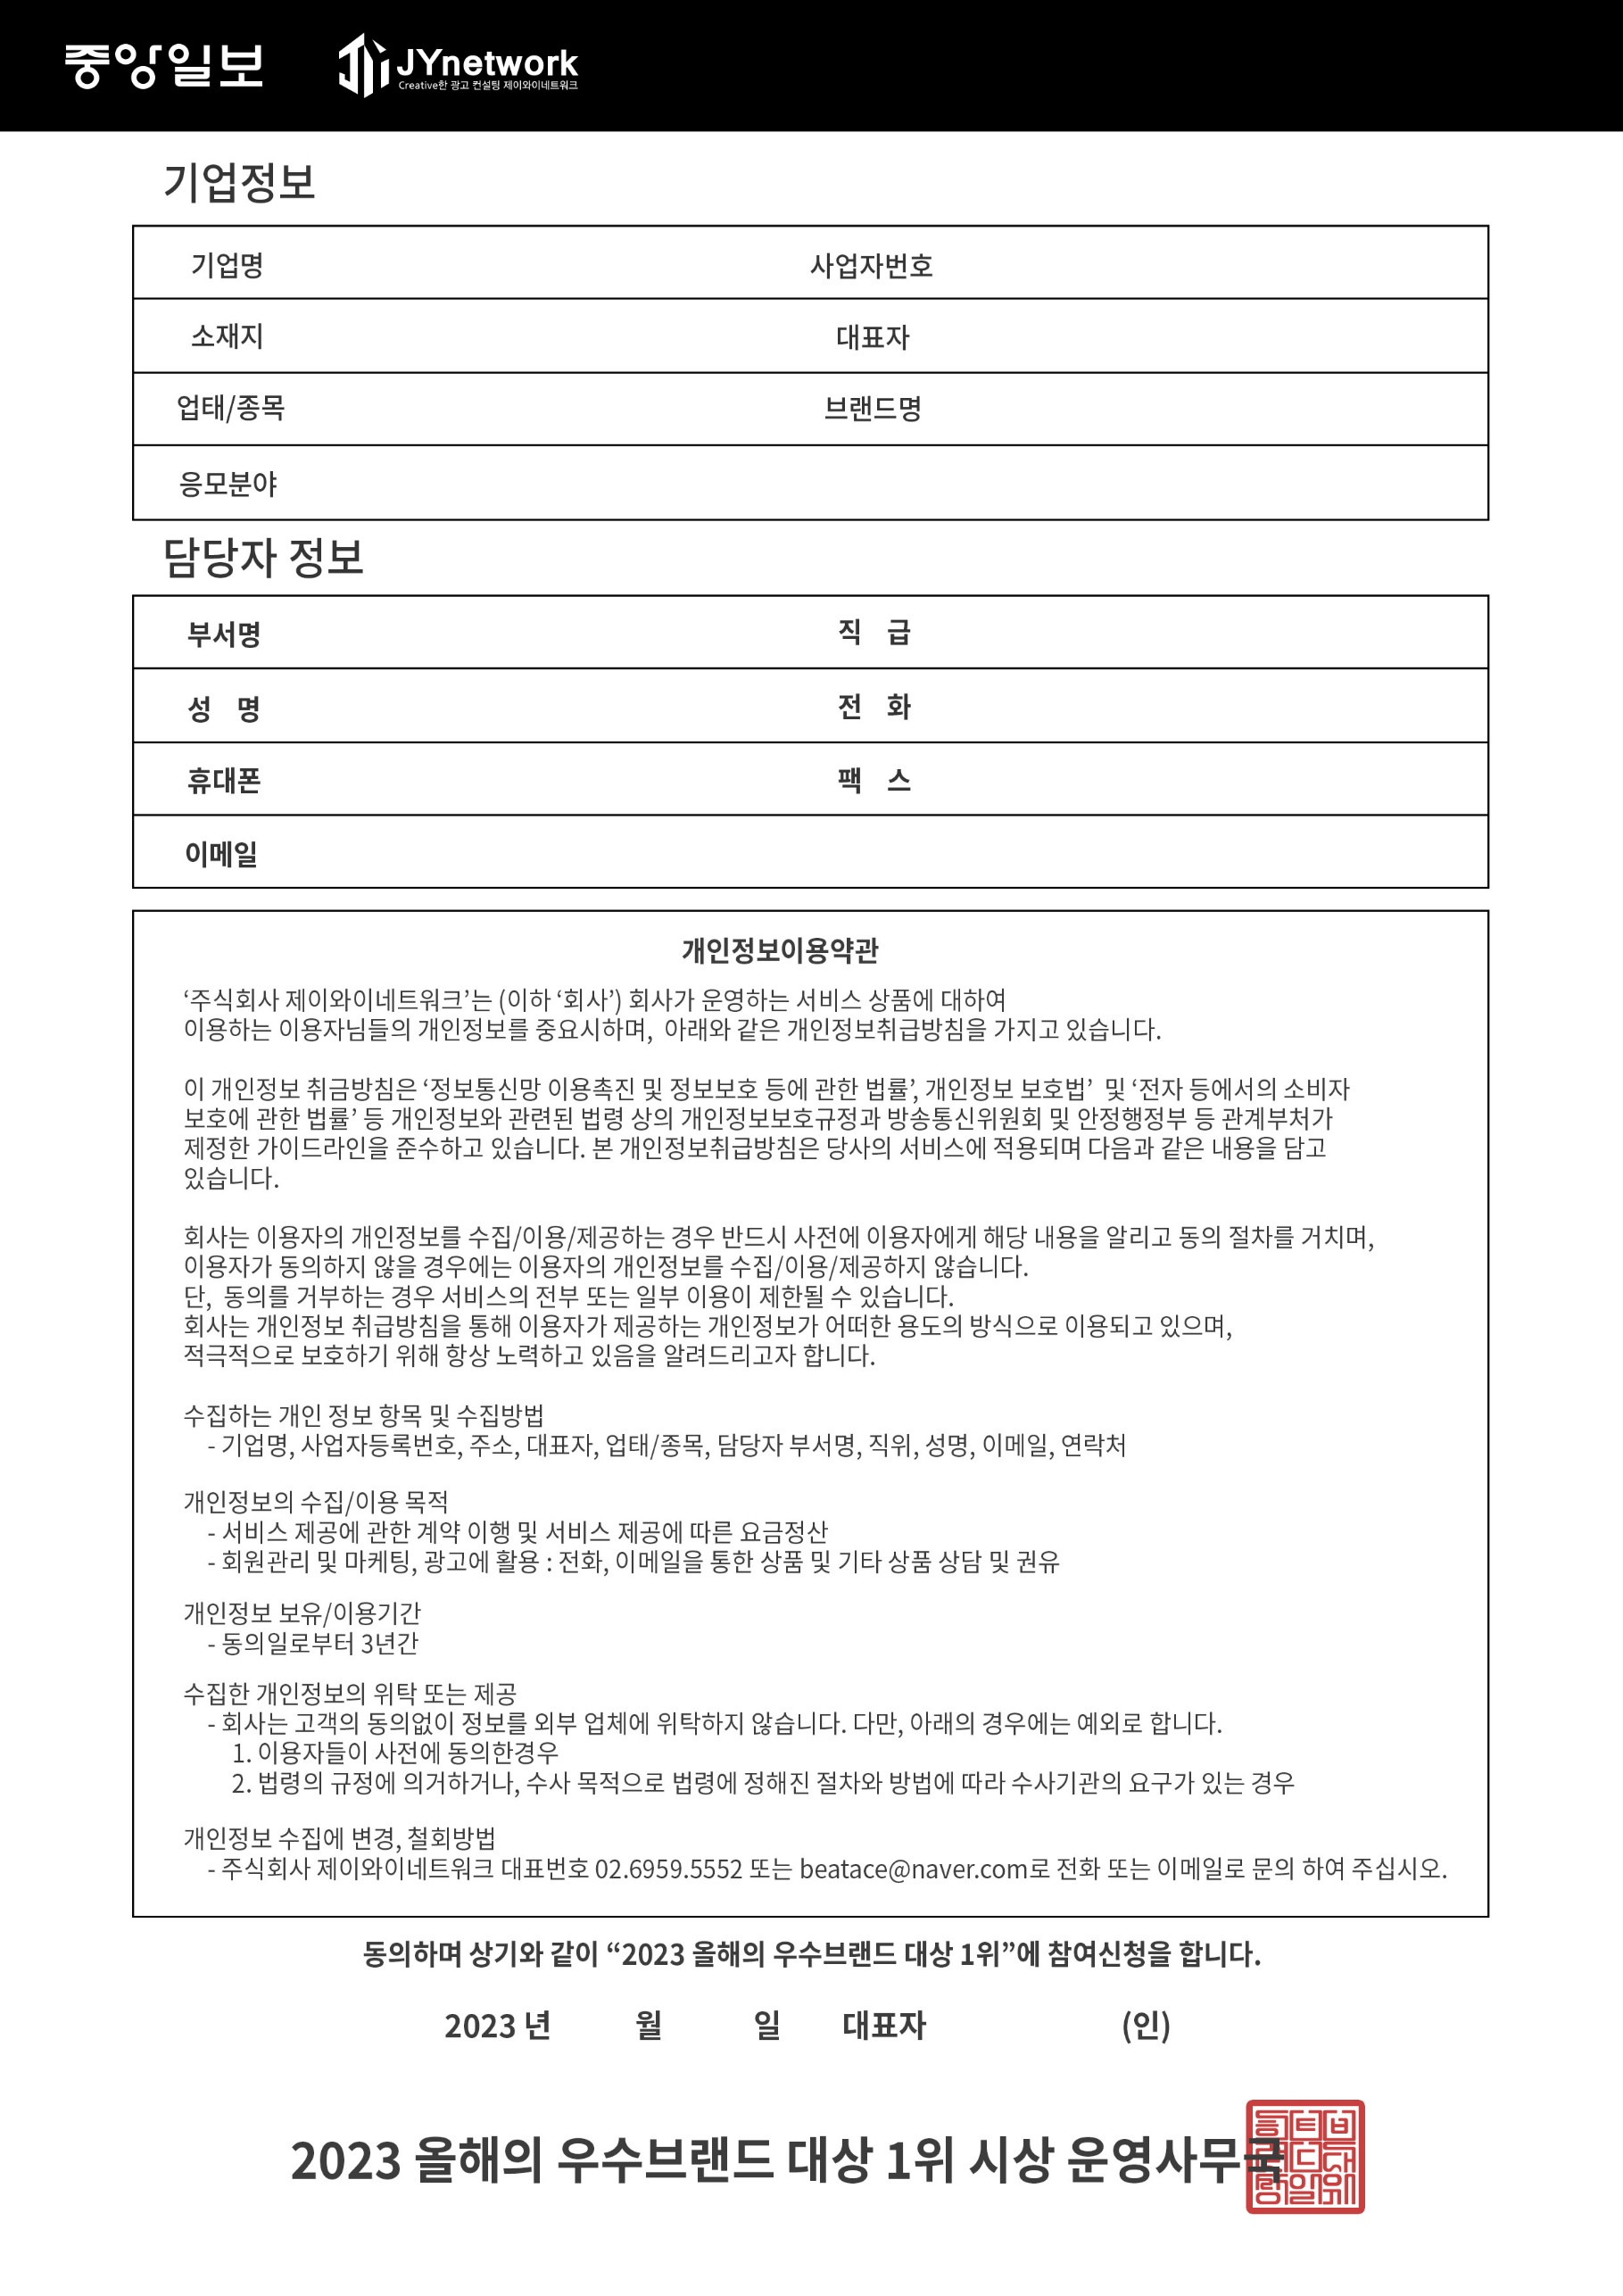 중앙일보
JYnetwork
Creative한 광고 컨설팅 제이와이네트워크
기업정보
기업명 사업자번호
소재지 대표자
업태/종목 브랜드명
응모분야
담당자 정보
부서명 직 급
성 명 전 화
휴대폰 팩 스
이메일
개인정보이용약관
‘주식회사 제이와이네트워크’는 (이하 ‘회사’) 회사가 운영하는 서비스 상품에 대하여
이용하는 이용자님들의 개인정보를 중요시하며, 아래와 같은 개인정보취급방침을 가지고 있습니다.
이 개인정보 취금방침은 ‘정보통신망 이용촉진 및 정보보호 등에 관한 법률’, 개인정보 보호법’ 및 ‘전자 등에서의 소비자
보호에 관한 법률’ 등 개인정보와 관련된 법령 상의 개인정보보호규정과 방송통신위원회 및 안정행정부 등 관계부처가
제정한 가이드라인을 준수하고 있습니다. 본 개인정보취급방침은 당사의 서비스에 적용되며 다음과 같은 내용을 담고
있습니다.
회사는 이용자의 개인정보를 수집/이용/제공하는 경우 반드시 사전에 이용자에게 해당 내용을 알리고 동의 절차를 거치며,
이용자가 동의하지 않을 경우에는 이용자의 개인정보를 수집/이용/제공하지 않습니다.
단, 동의를 거부하는 경우 서비스의 전부 또는 일부 이용이 제한될 수 있습니다.
회사는 개인정보 취급방침을 통해 이용자가 제공하는 개인정보가 어떠한 용도의 방식으로 이용되고 있으며,
적극적으로 보호하기 위해 항상 노력하고 있음을 알려드리고자 합니다.
수집하는 개인 정보 항목 및 수집방법
- 기업명, 사업자등록번호, 주소, 대표자, 업태/종목, 담당자 부서명, 직위, 성명, 이메일, 연락처
개인정보의 수집/이용 목적
- 서비스 제공에 관한 계약 이행 및 서비스 제공에 따른 요금정산
- 회원관리 및 마케팅, 광고에 활용 : 전화, 이메일을 통한 상품 및 기타 상품 상담 및 권유
개인정보 보유/이용기간
- 동의일로부터 3년간
수집한 개인정보의 위탁 또는 제공
- 회사는 고객의 동의없이 정보를 외부 업체에 위탁하지 않습니다. 다만, 아래의 경우에는 예외로 합니다.
1. 이용자들이 사전에 동의한경우
2. 법령의 규정에 의거하거나, 수사 목적으로 법령에 정해진 절차와 방법에 따라 수사기관의 요구가 있는 경우
개인정보 수집에 변경, 철회방법
- 주식회사 제이와이네트워크 대표번호 02.6959.5552 또는 beatace@naver.com로 전화 또는 이메일로 문의 하여 주십시오.
동의하며 상기와 같이 “2023 올해의 우수브랜드 대상 1위”에 참여신청을 합니다.
2023 년 월 일 대표자 (인)
2023 올해의 우수브랜드 대상 1위 시상 운영사무국